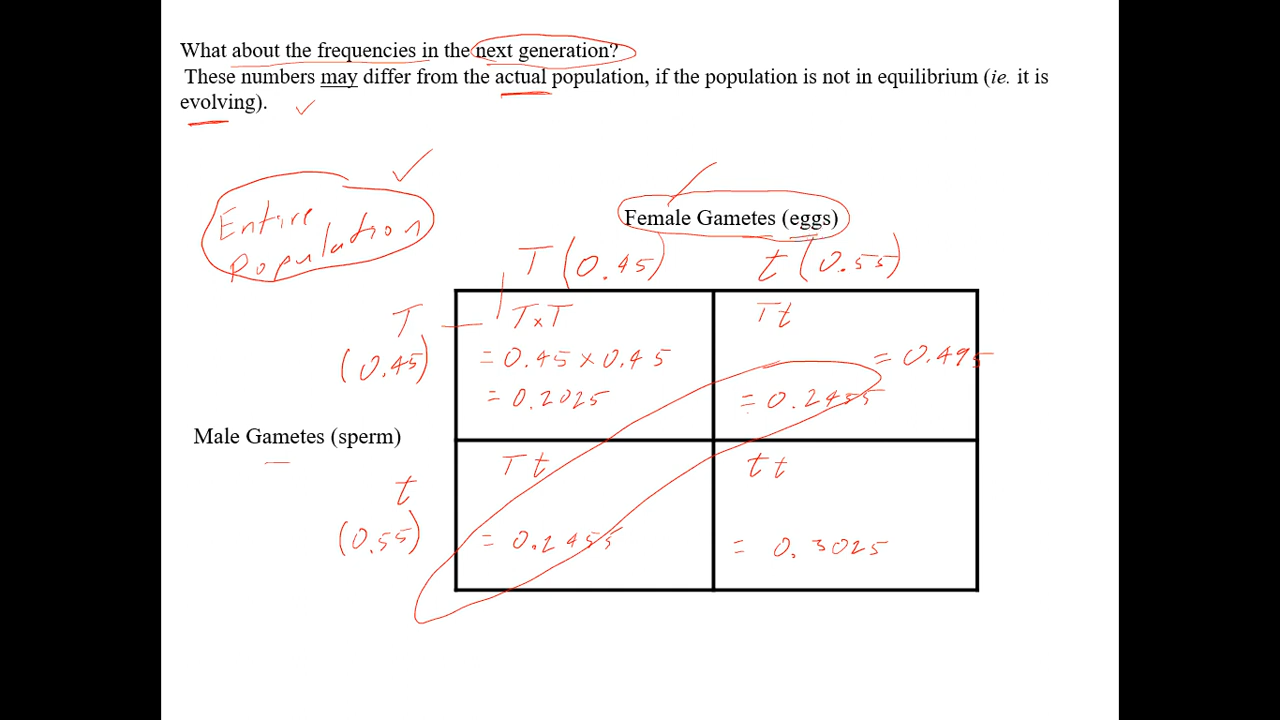 What about the frequencies in the next generation?
These numbers may differ from the actual population, if the population is not in equilibrium (ie. it is
evolving).
Entire
Population
Female Gametes (eggs)
T (0.45)
t (0.55)
T
(0.45)
T x T
= 0.45 x 0.45
= 0.2025
Tt
= 0.495
= 0.2455
Male Gametes (sperm)
t
(0.55)
Tt
= 0.2455
tt
= 0.3025